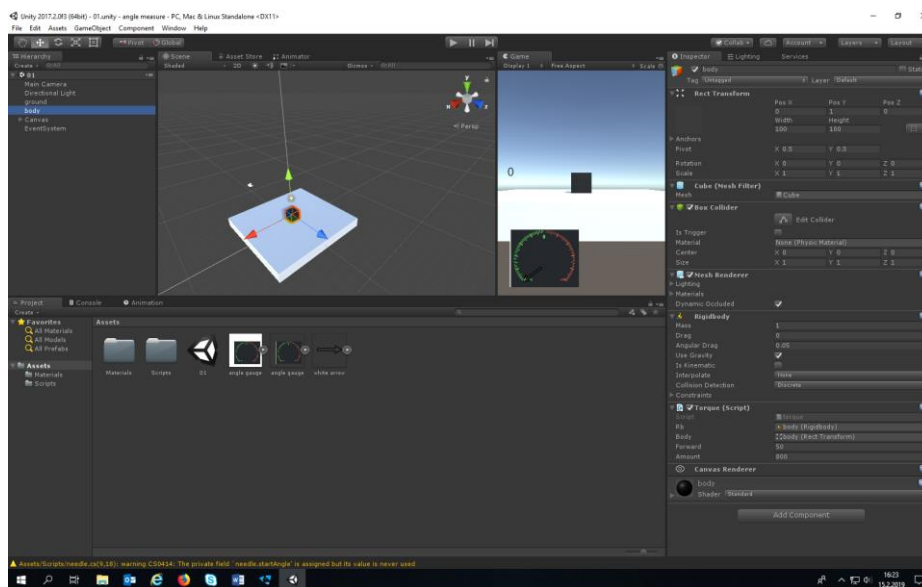 Unity 2017.2.0f3 (64bit) - 01.unity - angle measure - PC, Mac & Linux Standalone <DX11>
File Edit Assets GameObject Component Window Help
Pivot Global
Collab Account Layers Layout
Hierarchy
Create
01
Main Camera
Directional Light
ground
body
Canvas
EventSystem
Scene Asset Store Animator
Shaded 2D Gizmos
y
x
z
Persp
Game
Display 1 Free Aspect Scale
0
Inspector Lighting Services
body
Tag Untagged Layer Default
Rect Transform
Pos X Pos Y Pos Z
0 1 0
Width Height
100 100
Anchors
Pivot X 0.5 Y 0.5
Rotation X 0 Y 0 Z 0
Scale X 1 Y 1 Z 1
Cube (Mesh Filter)
Mesh Cube
Box Collider
Edit Collider
Is Trigger
Material None (Physic Material)
Center X 0 Y 0 Z 0
Size X 1 Y 1 Z 1
Mesh Renderer
Lighting
Materials
Dynamic Occluded
Rigidbody
Mass 1
Drag 0
Angular Drag 0.05
Use Gravity
Is Kinematic
Interpolate None
Collision Detection Discrete
Constraints
Torque (Script)
Script torque
Rb body (Rigidbody)
Body body (Rect Transform)
Forward 50
Amount 800
Canvas Renderer
body
Shader Standard
Add Component
Project Console Animation
Create
Favorites
All Materials
All Models
All Prefabs
Assets
Materials
Scripts
Assets
Materials Scripts angle gauge angle gauge white arrow
Assets/Scripts/needle.cs(9,16): warning CS0414: The private field `needle.startAngle' is assigned but its value is never used
16:23
15.2.2019